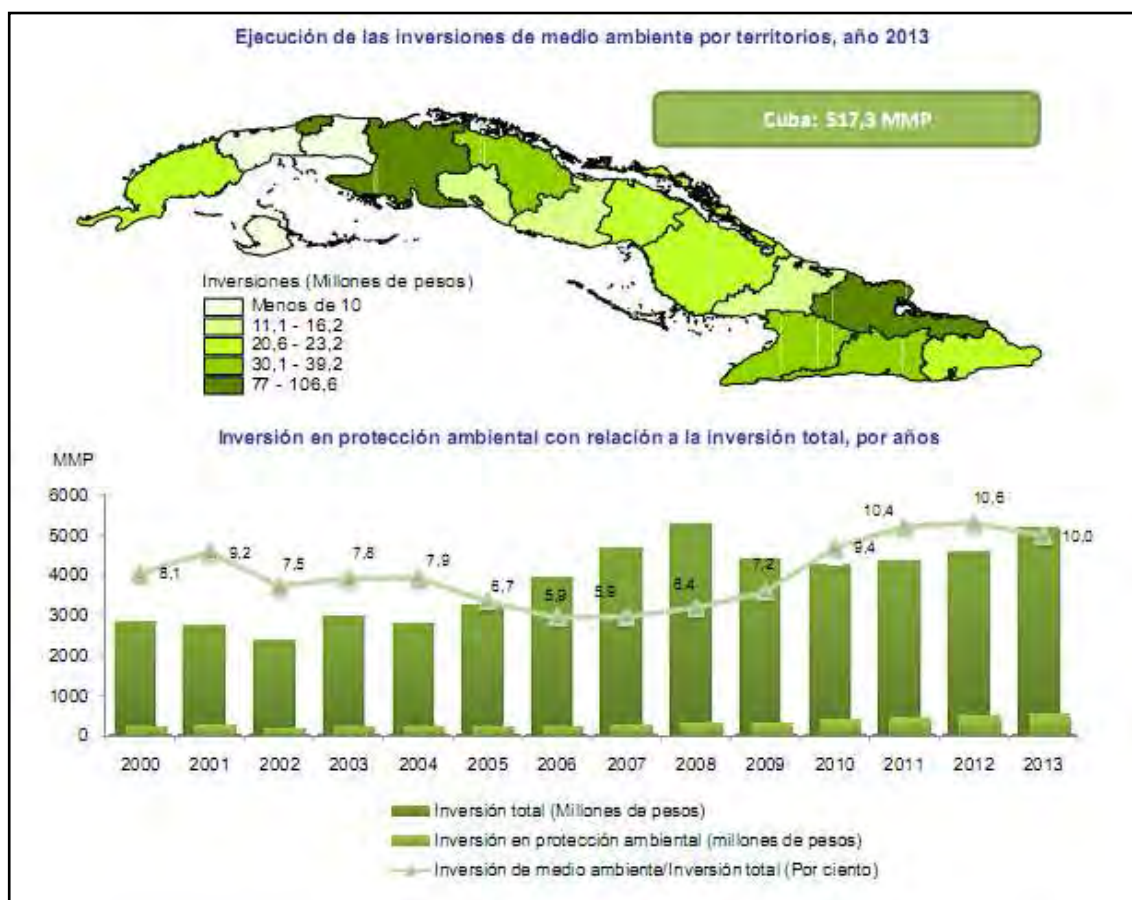 Ejecución de las inversiones de medio ambiente por territorios, año 2013
Cuba: 517,3 MMP
Inversiones (Millones de pesos)
Menos de 10
11,1 - 16,2
20,6 - 23,2
30,1 - 39,2
77 - 106,6
Inversión en protección ambiental con relación a la inversión total, por años
MMP
6000
5000
4000
3000
2000
1000
0
8,1
9,2
7,5
7,8
7,9
6,7
5,9
5,9
6,4
7,2
9,4
10,4
10,6
10,0
2000 2001 2002 2003 2004 2005 2006 2007 2008 2009 2010 2011 2012 2013
Inversión total (Millones de pesos)
Inversión en protección ambiental (millones de pesos)
Inversión de medio ambiente/Inversión total (Por ciento)